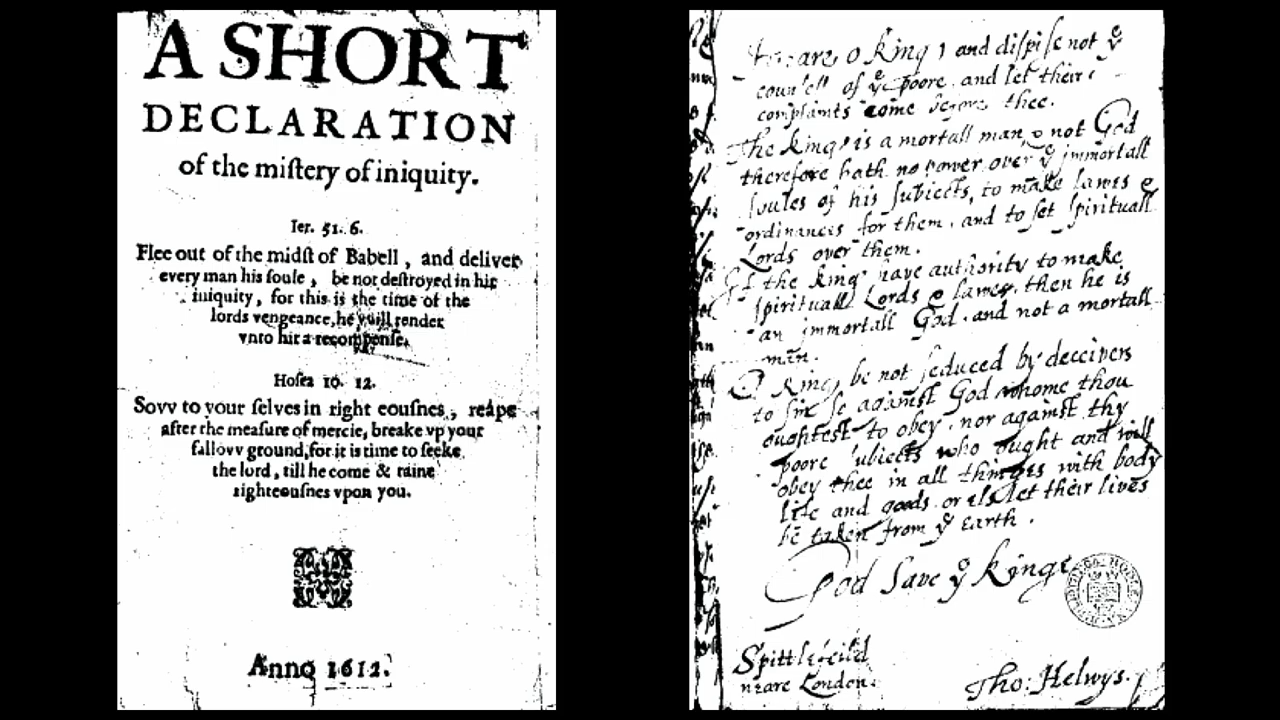 A SHORT
DECLARATION
of the miſtery of iniquity.
Ier. 51. 6.
Flee out of the midſt of Babell, and deliver
every man his ſoule, be not deſtroyed in hir
iniquity, for this is the time of the
lords vengeance, he will render
vnto hir a recompenſe.
Hoſea 10. 12.
Sovv to your ſelves in right eouſnes, reape
after the meaſure of mercie, breake vp your
fallovv ground, for it is time to ſeeke
the lord, till he come & raine
righteouſnes vpon you.
Anno 1612.
o King, and diſpiſe not yͤ
of yͤ poore, and let their
complaints come before thee.
The king is a mortall man, & not God
therefore hath no power over yͤ immortall
ſoules of his ſubiects, to make lawes &
ordinances for them, and to ſet ſpirituall
Lords over them.
If the king have authority to make
ſpirituall Lords & lawes, then he is
an immortall God, and not a mortall
man.
O King, be not ſeduced by deceivers
to ſin ſo againſt God whome thou
oughteſt to obey, nor againſt thy
poore ſubiects who ought and will
obey thee in all thinges with body
life and goods, or els let their lives
be taken from yͤ Earth.
God ſave yͤ King
Spittlefeild
neare London.
Tho: Helwys.